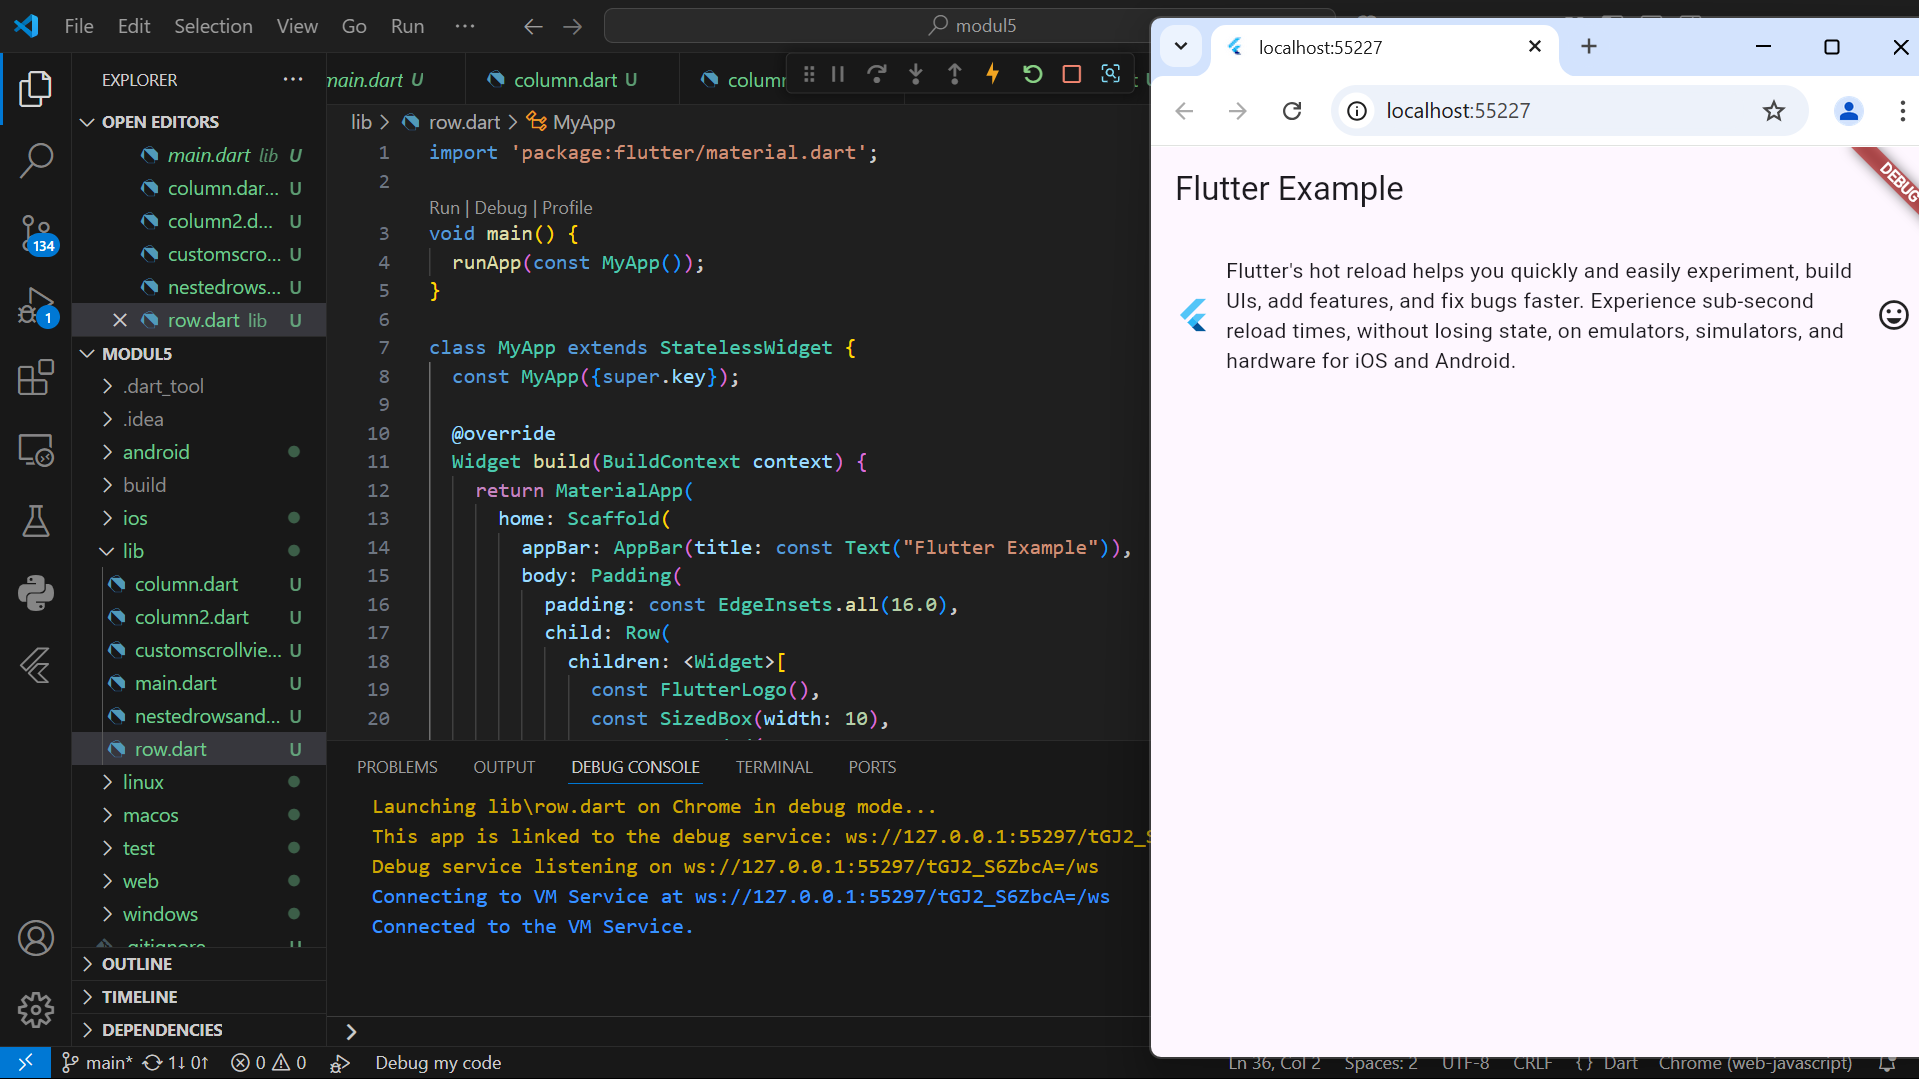 File Edit Selection View Go Run ··· modul5
EXPLORER ···
OPEN EDITORS
main.dart lib U
column.dar... U
column2.d... U
customscro... U
nestedrows... U
row.dart lib U
MODUL5
.dart_tool
.idea
android
build
ios
lib
column.dart U
column2.dart U
customscrollvie... U
main.dart U
nestedrowsand... U
row.dart U
linux
macos
test
web
windows
.gitignore U
OUTLINE
TIMELINE
DEPENDENCIES
134
1
main.dart U column.dart U
lib > row.dart > MyApp
1 import 'package:flutter/material.dart';
2
Run | Debug | Profile
3 void main() {
4 runApp(const MyApp());
5 }
6
7 class MyApp extends StatelessWidget {
8 const MyApp({super.key});
9
10 @override
11 Widget build(BuildContext context) {
12 return MaterialApp(
13 home: Scaffold(
14 appBar: AppBar(title: const Text("Flutter Example")),
15 body: Padding(
16 padding: const EdgeInsets.all(16.0),
17 child: Row(
18 children: <Widget>[
19 const FlutterLogo(),
20 const SizedBox(width: 10),
PROBLEMS OUTPUT DEBUG CONSOLE TERMINAL PORTS
Launching lib\row.dart on Chrome in debug mode...
This app is linked to the debug service: ws://127.0.0.1:55297/tGJ2_S
Debug service listening on ws://127.0.0.1:55297/tGJ2_S6ZbcA=/ws
Connecting to VM Service at ws://127.0.0.1:55297/tGJ2_S6ZbcA=/ws
Connected to the VM Service.
>
localhost:55227
localhost:55227
DEBUG
Flutter Example
Flutter's hot reload helps you quickly and easily experiment, build
UIs, add features, and fix bugs faster. Experience sub-second
reload times, without losing state, on emulators, simulators, and
hardware for iOS and Android.
main* 1↓ 0↑ 0 0 Debug my code Ln 36, Col 2 Spaces: 2 UTF-8 CRLF {} Dart Chrome (web-javascript)